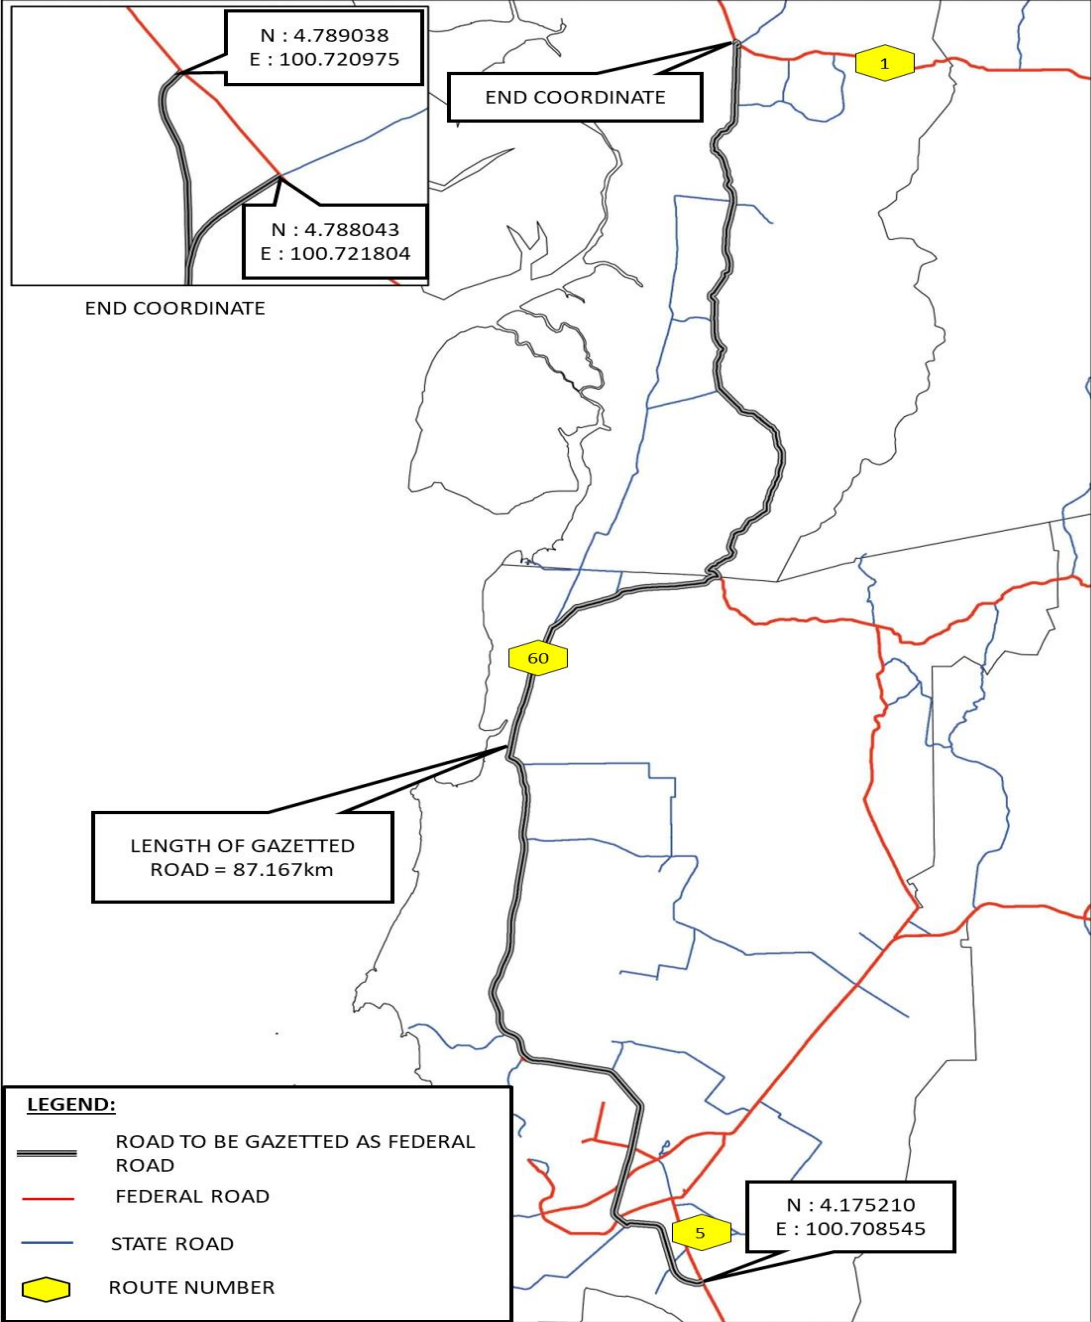 N : 4.789038
E : 100.720975
N : 4.788043
E : 100.721804
END COORDINATE
END COORDINATE
1
60
LENGTH OF GAZETTED
ROAD = 87.167km
N : 4.175210
E : 100.708545
5
LEGEND:
ROAD TO BE GAZETTED AS FEDERAL
ROAD
FEDERAL ROAD
STATE ROAD
ROUTE NUMBER